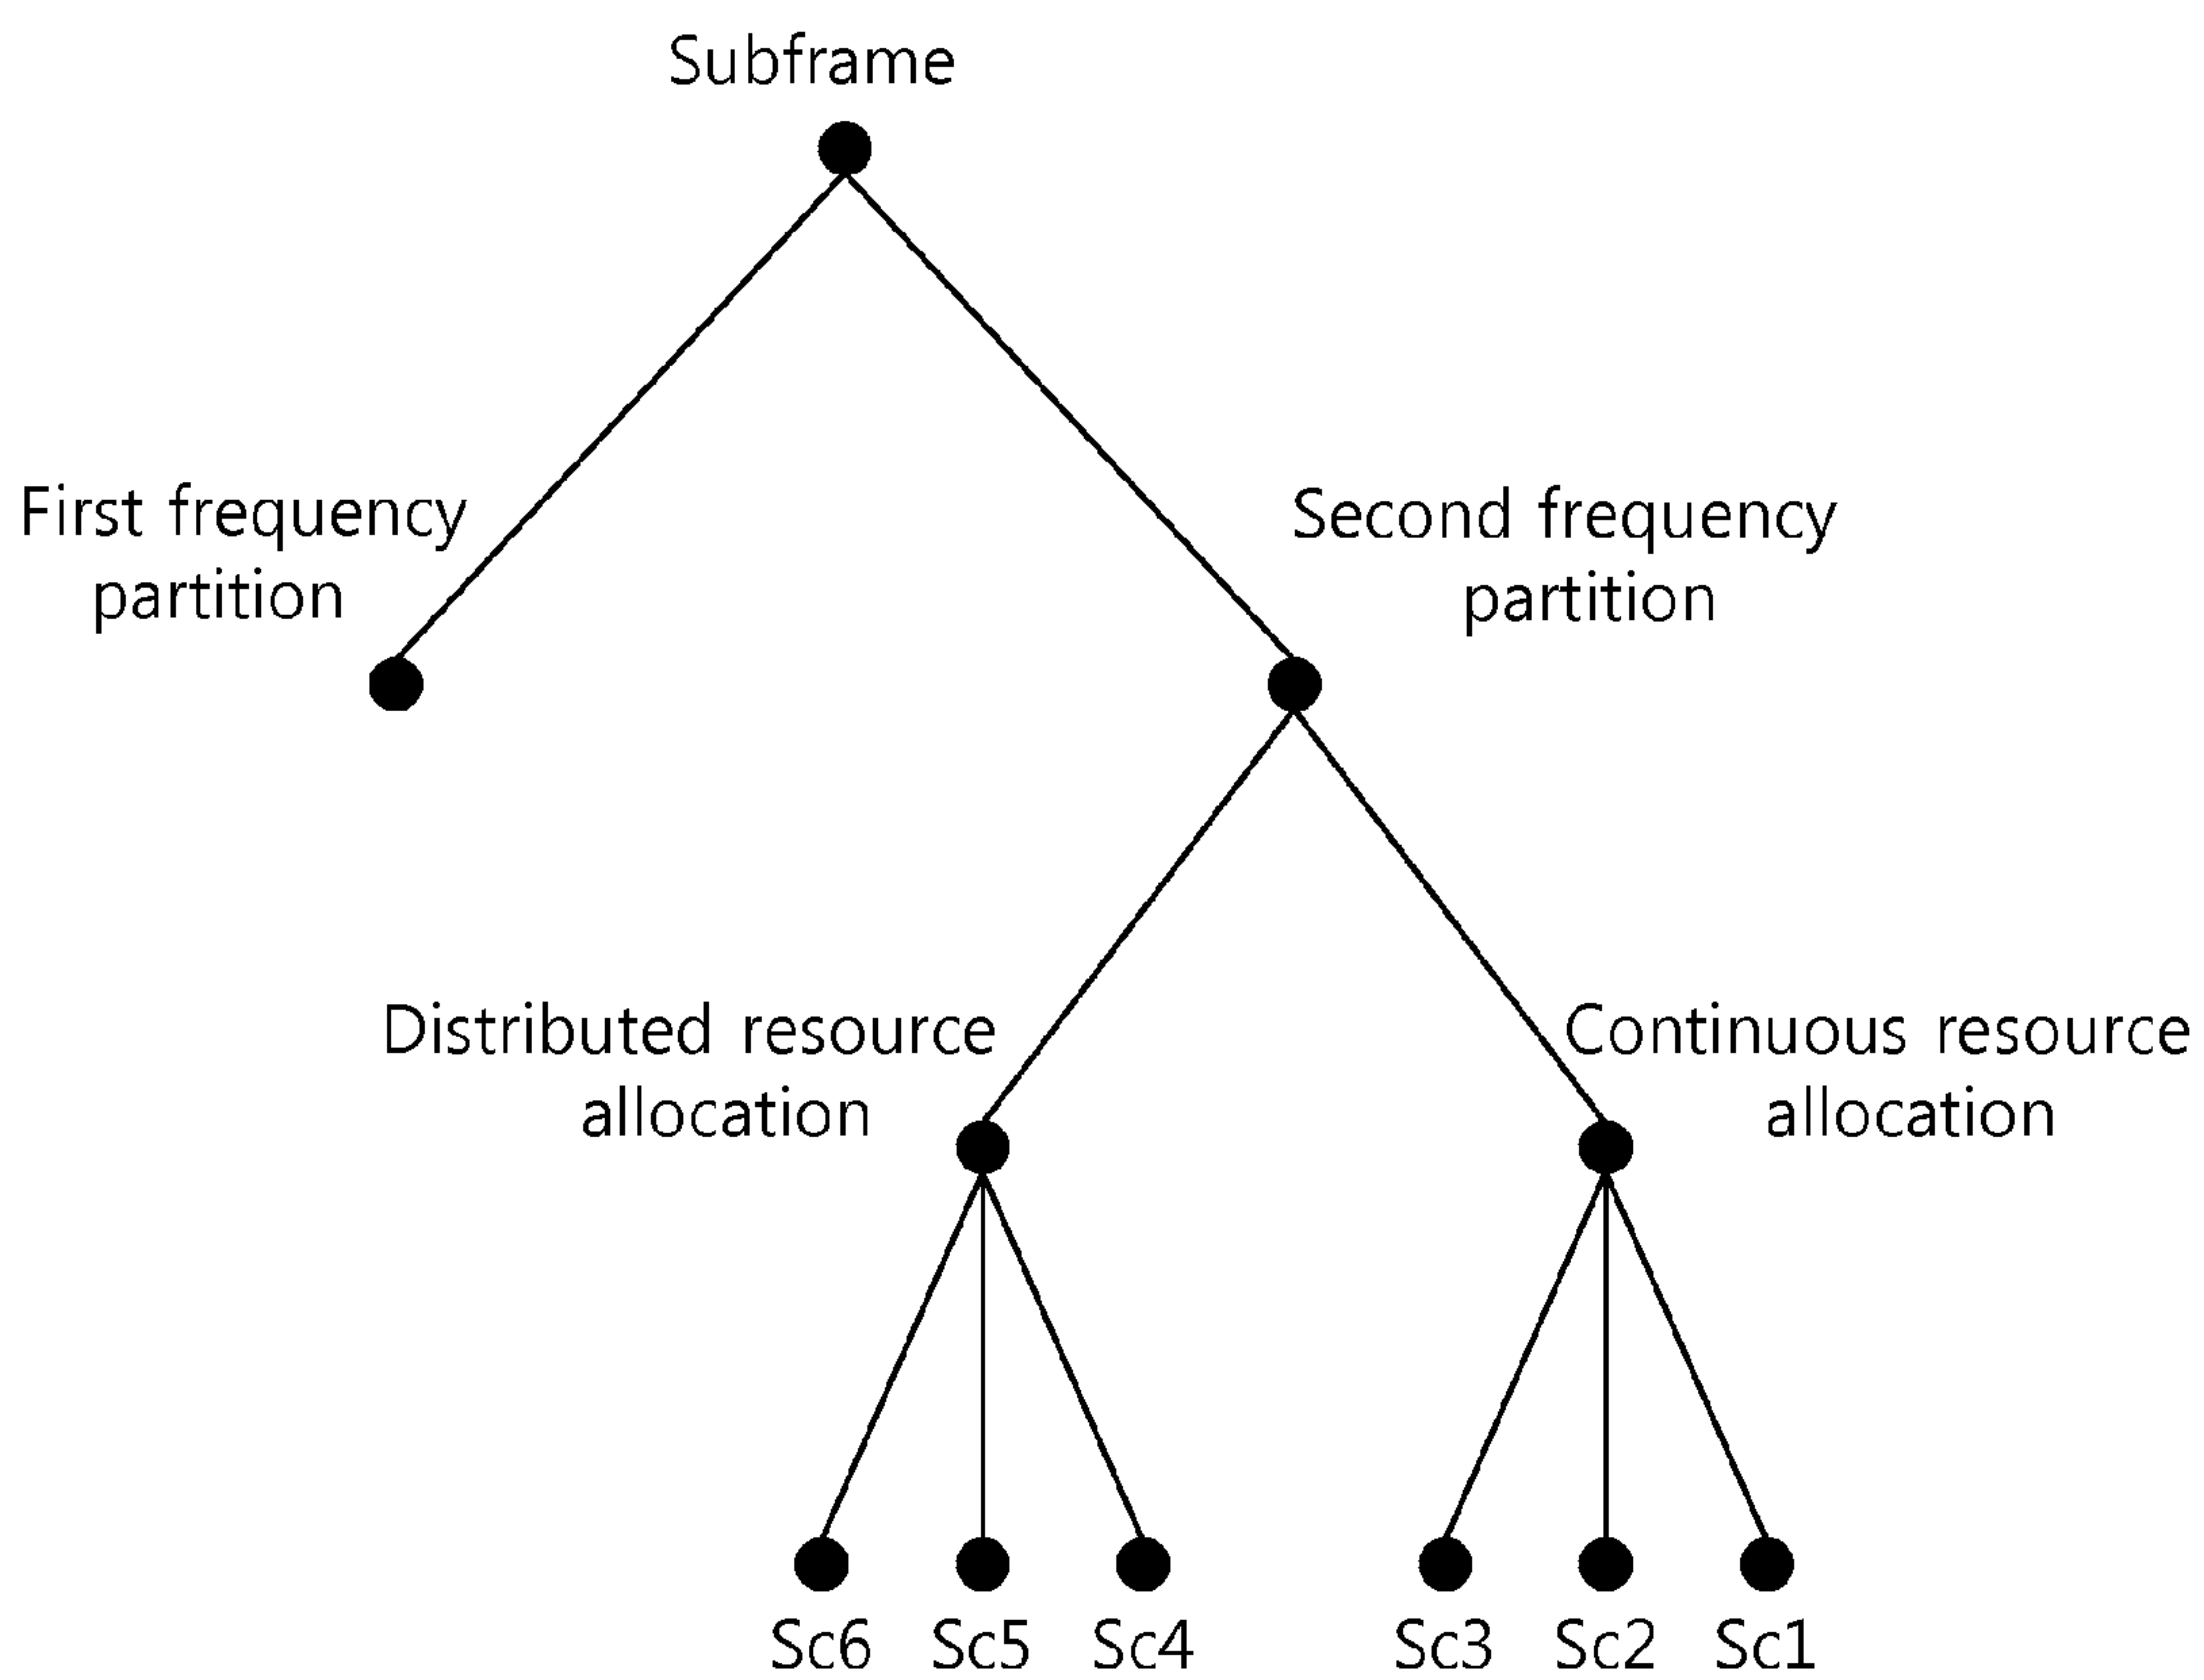 Subframe
First frequency
partition
Second frequency
partition
Distributed resource
allocation
Continuous resource
allocation
Sc6 Sc5 Sc4 Sc3 Sc2 Sc1